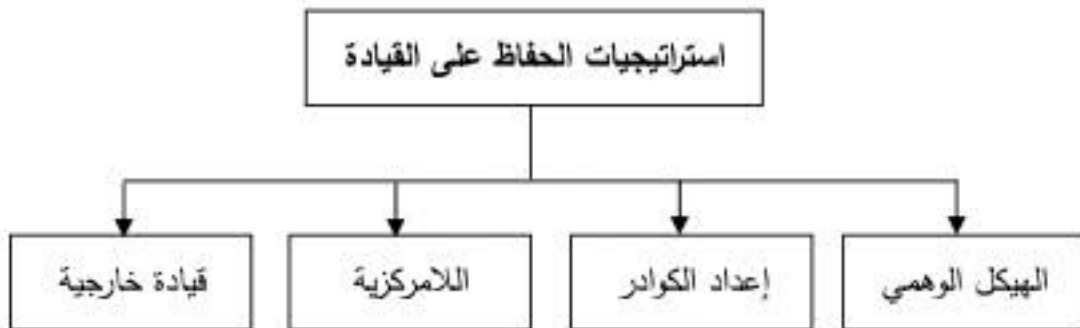 استراتيجيات الحفاظ على القيادة
الهيكل الوهمي
إعداد الكوادر
اللامركزية
قيادة خارجية